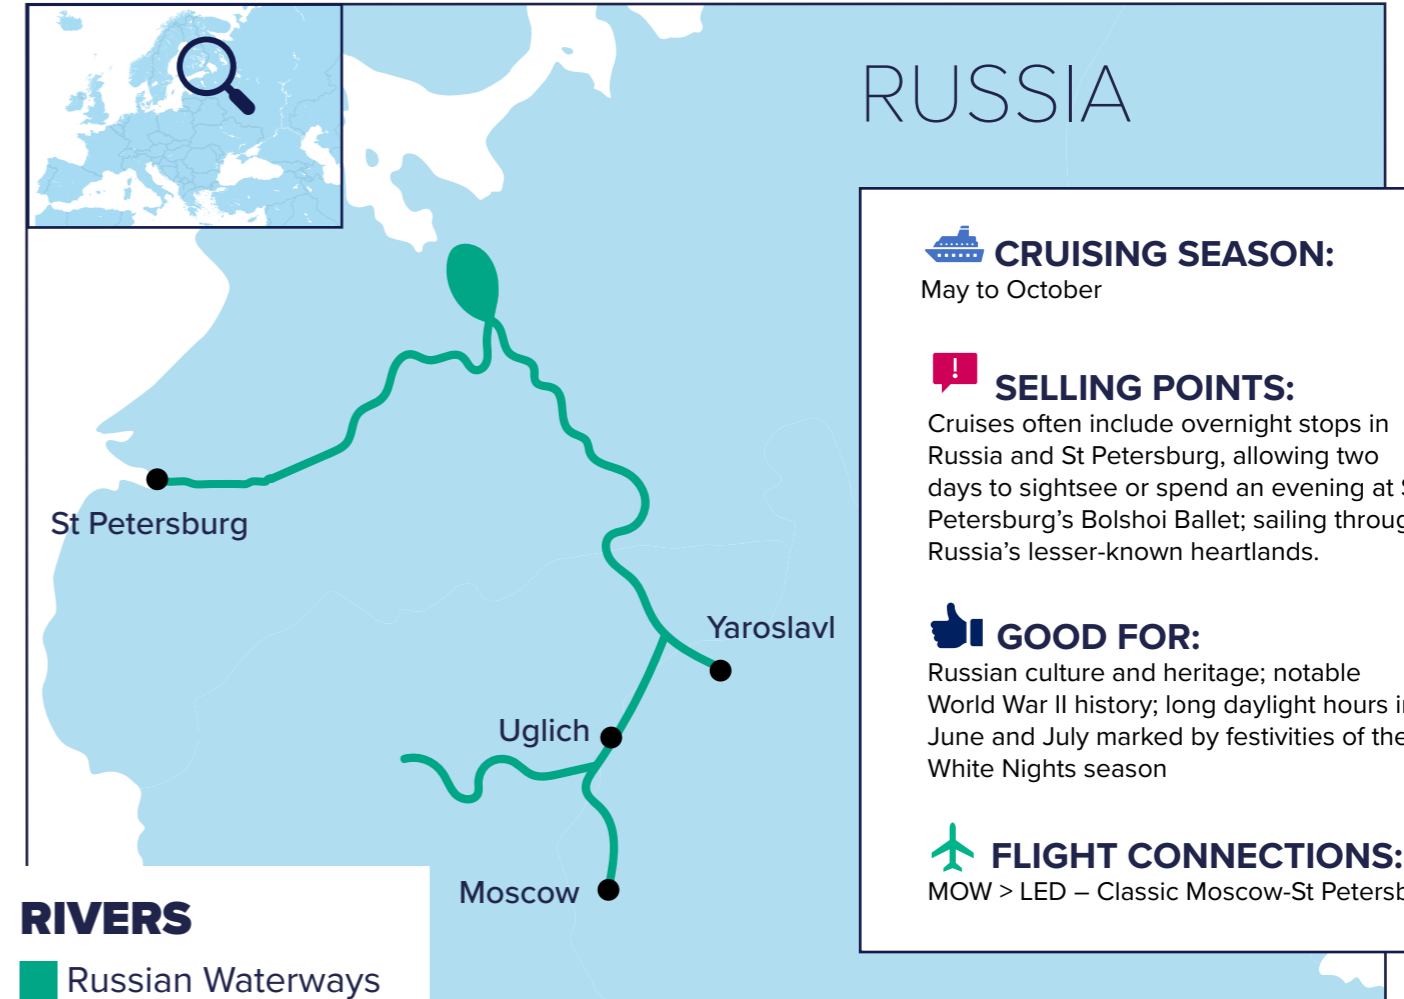 RUSSIA
CRUISING SEASON:
May to October
SELLING POINTS:
Cruises often include overnight stops in
Russia and St Petersburg, allowing two
days to sightsee or spend an evening at
Petersburg's Bolshoi Ballet; sailing
Russia's lesser-known heartlands.
GOOD FOR:
Russian culture and heritage; notable
World War II history; long daylight hours
June and July marked by festivities of the
White Nights season
FLIGHT CONNECTIONS:
MOW > LED – Classic Moscow-St
St Petersburg
Yaroslavl
Uglich
Moscow
RIVERS
Russian Waterways